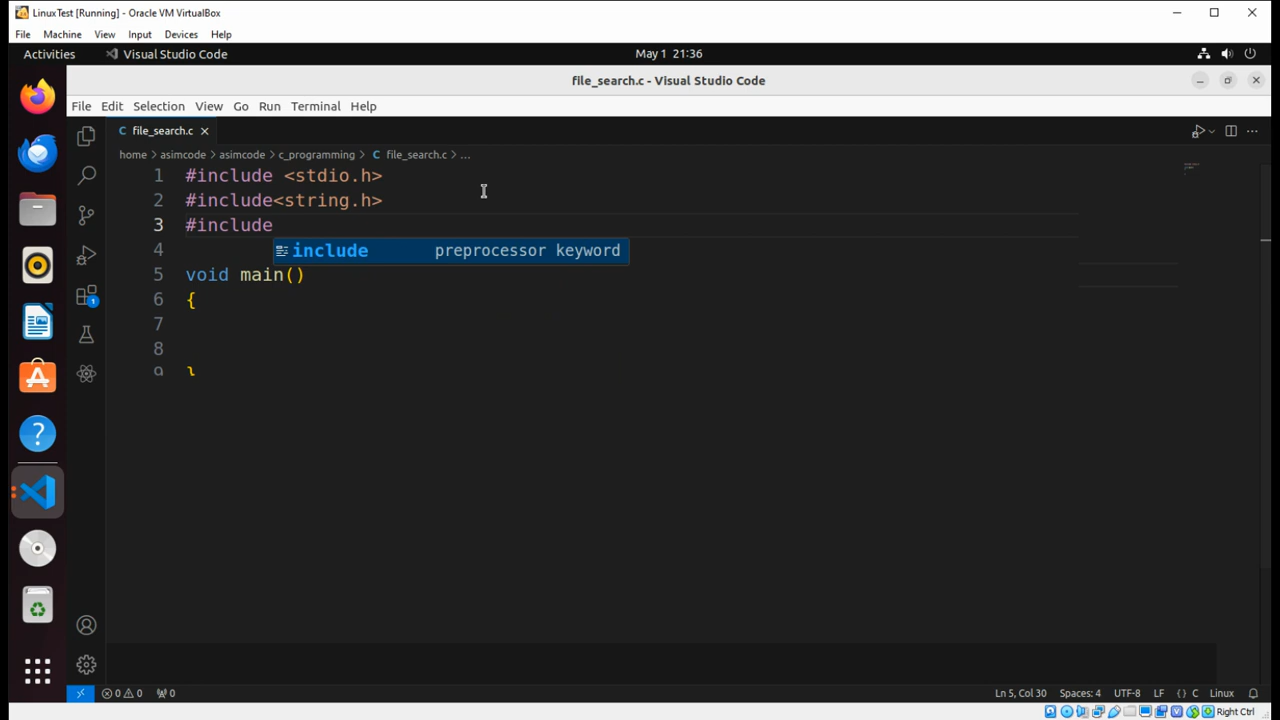 LinuxTest [Running] - Oracle VM VirtualBox
File Machine View Input Devices Help
Activities Visual Studio Code May 1 21:36
file_search.c - Visual Studio Code
File Edit Selection View Go Run Terminal Help
C file_search.c
home > asimcode > asimcode > c_programming > C file_search.c > ...
1 #include <stdio.h>
2 #include<string.h>
3 #include
4 include preprocessor keyword
5 void main()
6 {
7
8
9 }
1
0 0 0 Ln 5, Col 30 Spaces: 4 UTF-8 LF {} C Linux
Right Ctrl